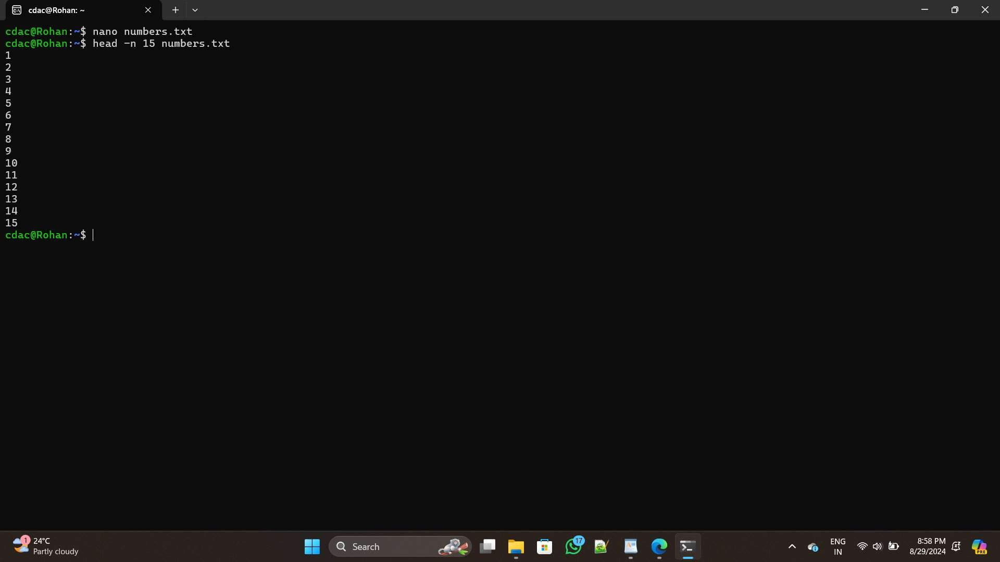 cdac@Rohan: ~
cdac@Rohan:~$ nano numbers.txt
cdac@Rohan:~$ head -n 15 numbers.txt
1
2
3
4
5
6
7
8
9
10
11
12
13
14
15
cdac@Rohan:~$
1
24°C
Partly cloudy
Search
17
ENG
IN
8:58 PM
8/29/2024
PRE